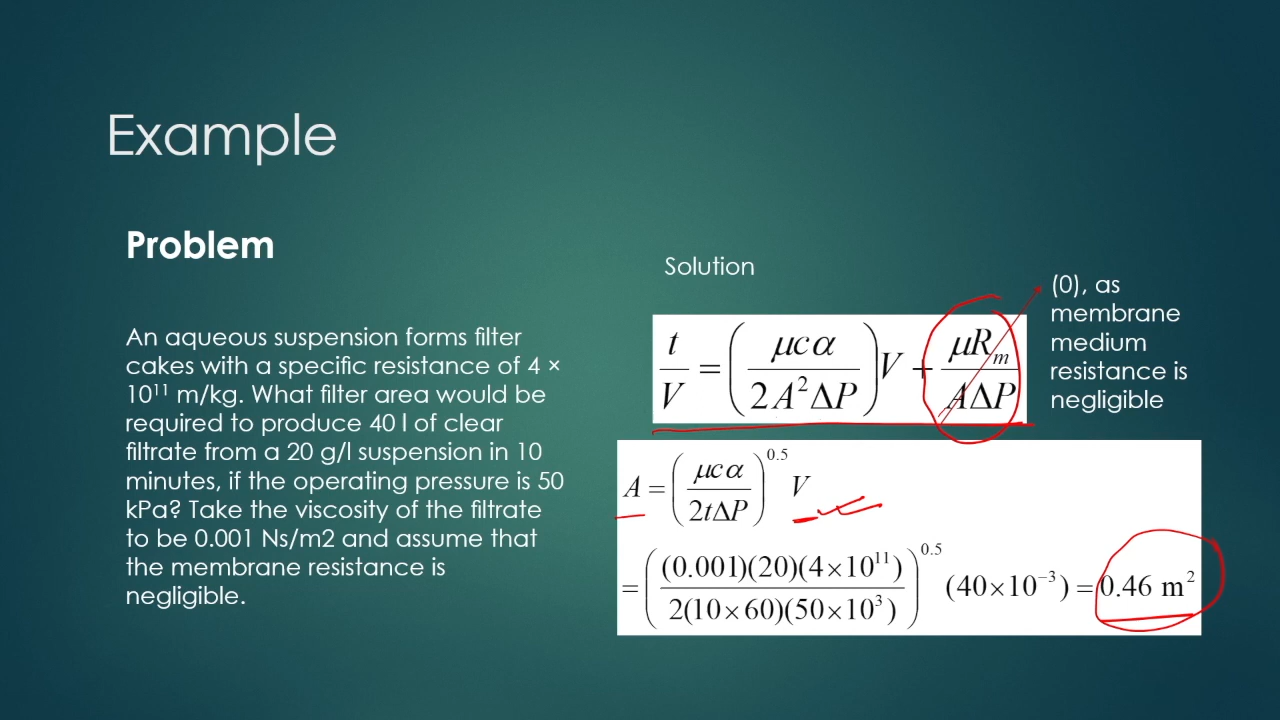 Example
Problem
An aqueous suspension forms filter
cakes with a specific resistance of 4 ×
10¹¹ m/kg. What filter area would be
required to produce 40 l of clear
filtrate from a 20 g/l suspension in 10
minutes, if the operating pressure is 50
kPa? Take the viscosity of the filtrate
to be 0.001 Ns/m2 and assume that
the membrane resistance is
negligible.
Solution
t/V = (μcα / 2A²ΔP) V + μRₘ / AΔP
(0), as
membrane
medium
resistance is
negligible
A = (μcα / 2tΔP)^0.5 V
= ((0.001)(20)(4×10¹¹) / 2(10×60)(50×10³))^0.5 (40×10⁻³) = 0.46 m²